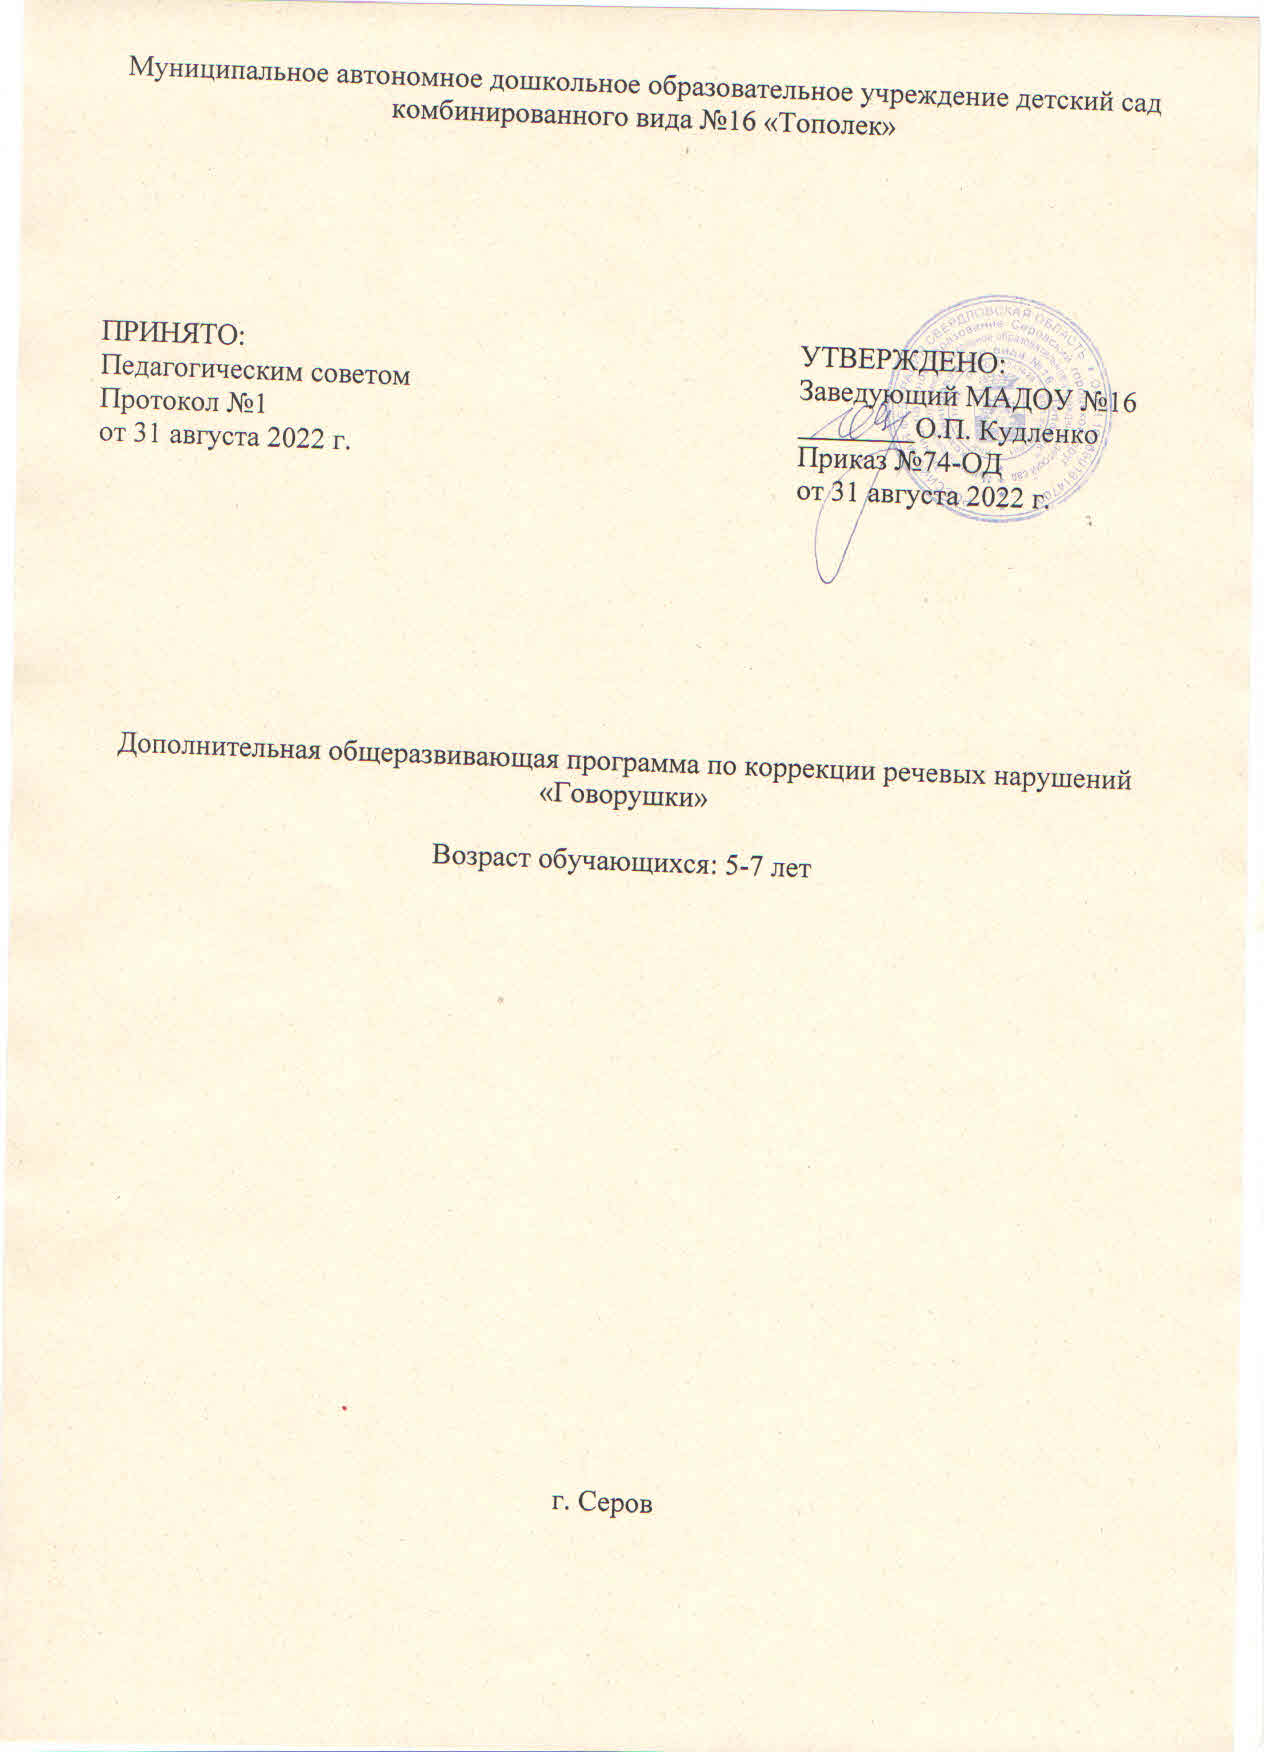 Муниципальное автономное дошкольное образовательное учреждение детский сад
комбинированного вида №16 «Тополек»
ПРИНЯТО:
Педагогическим советом
Протокол №1
от 31 августа 2022 г.
УТВЕРЖДЕНО:
Заведующий МАДОУ №16
О.П. Кудленко
Приказ №74-ОД
от 31 августа 2022 г.
СВЕРДЛОВСКАЯ ОБЛАСТЬ
Дополнительная общеразвивающая программа по коррекции речевых нарушений
«Говорушки»
Возраст обучающихся: 5-7 лет
г. Серов